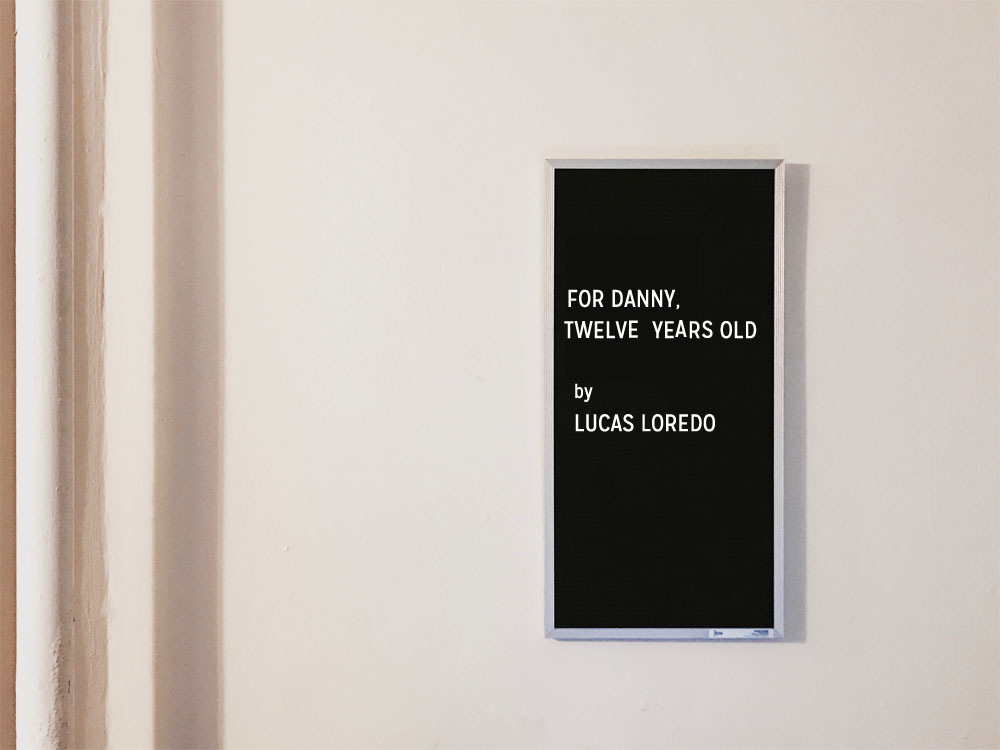 FOR DANNY,
TWELVE YEARS OLD
by
LUCAS LOREDO